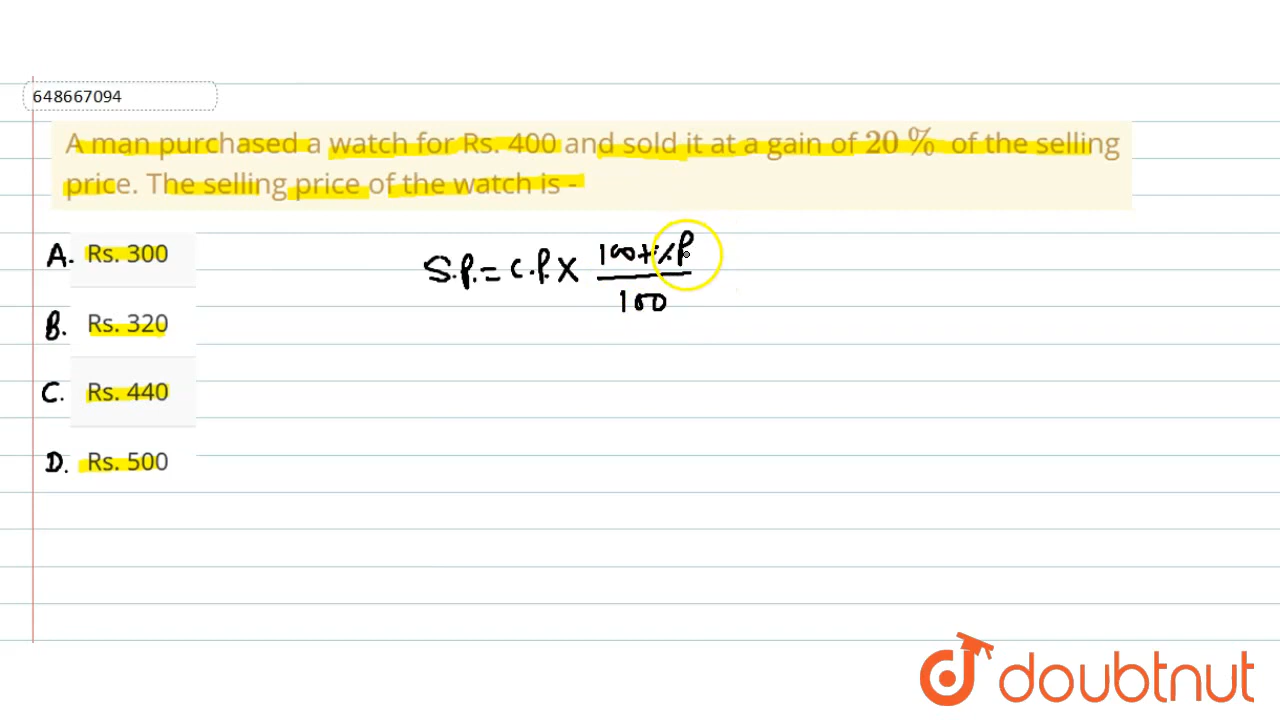 648667094
A man purchased a watch for Rs. 400 and sold it at a gain of 20 % of the selling
price. The selling price of the watch is -
A. Rs. 300
B. Rs. 320
C. Rs. 440
D. Rs. 500
S.P. = C.P. X 100+%P
100
doubtnut